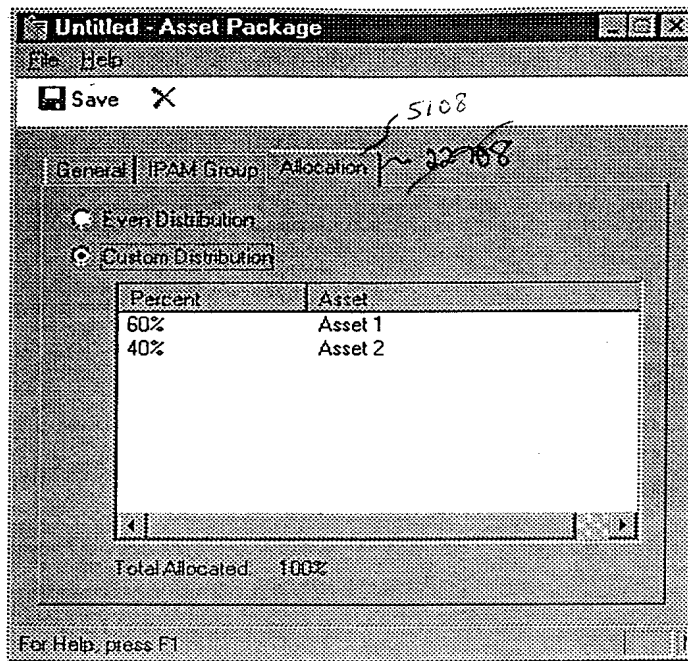 Untitled - Asset Package
File Help
Save
5108
General IPAM Group Allocation
Even Distribution
Custom Distribution
Percent Asset
60% Asset 1
40% Asset 2
Total Allocated: 100%
For Help, press F1